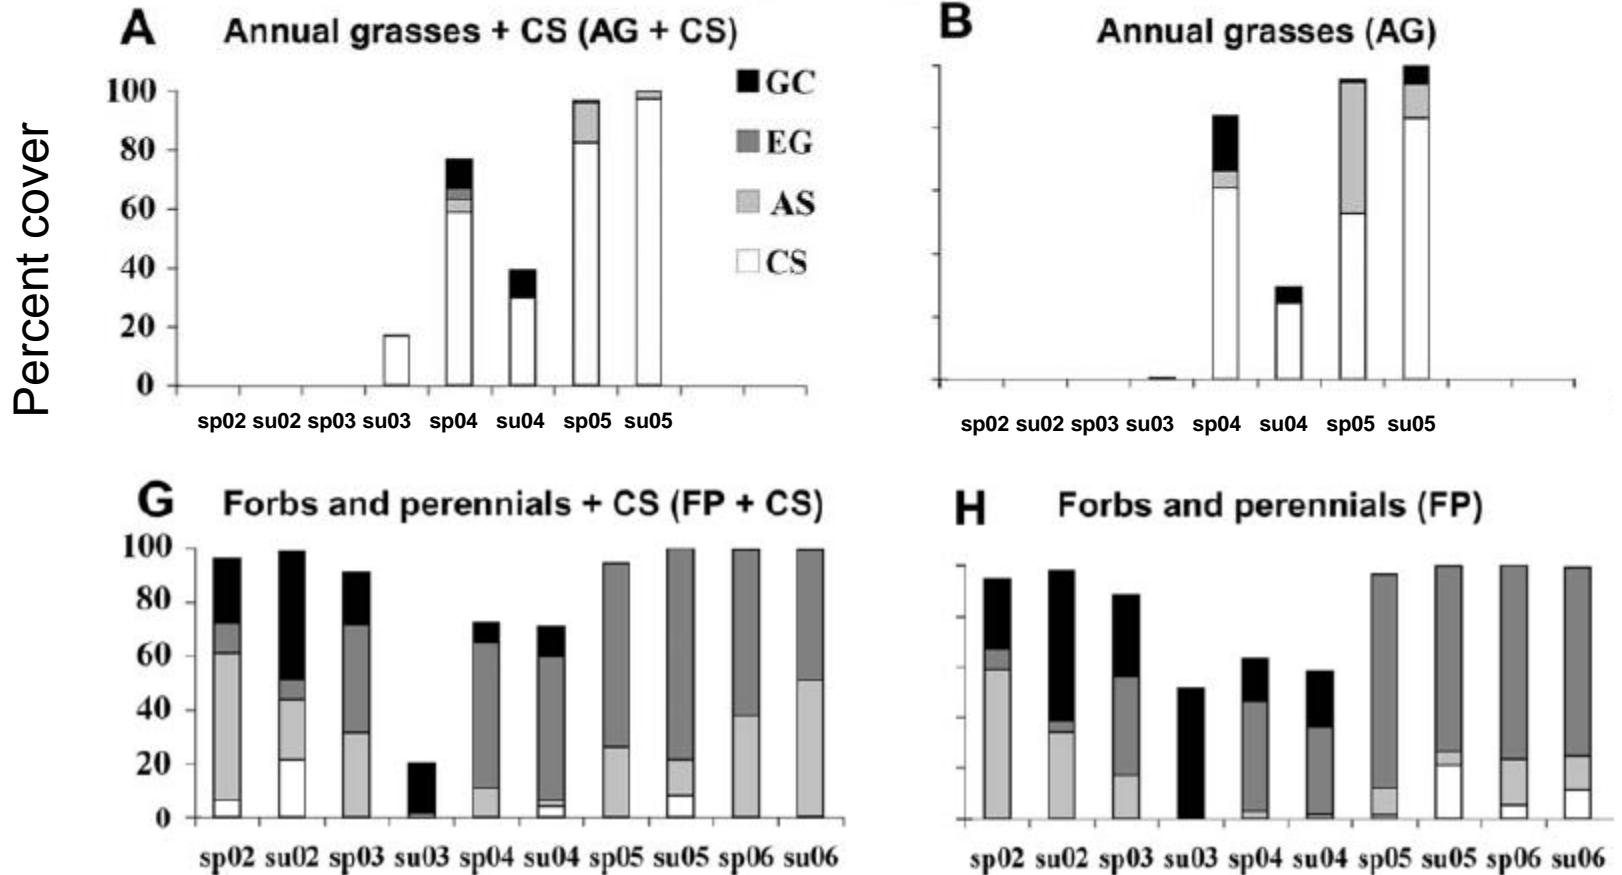 A Annual grasses + CS (AG + CS)
B Annual grasses (AG)
Percent cover
100
80
60
40
20
0
GC
EG
AS
CS
sp02 su02 sp03 su03 sp04 su04 sp05 su05
sp02 su02 sp03 su03 sp04 su04 sp05 su05
G Forbs and perennials + CS (FP + CS)
H Forbs and perennials (FP)
100
80
60
40
20
0
sp02 su02 sp03 su03 sp04 su04 sp05 su05 sp06 su06
sp02 su02 sp03 su03 sp04 su04 sp05 su05 sp06 su06